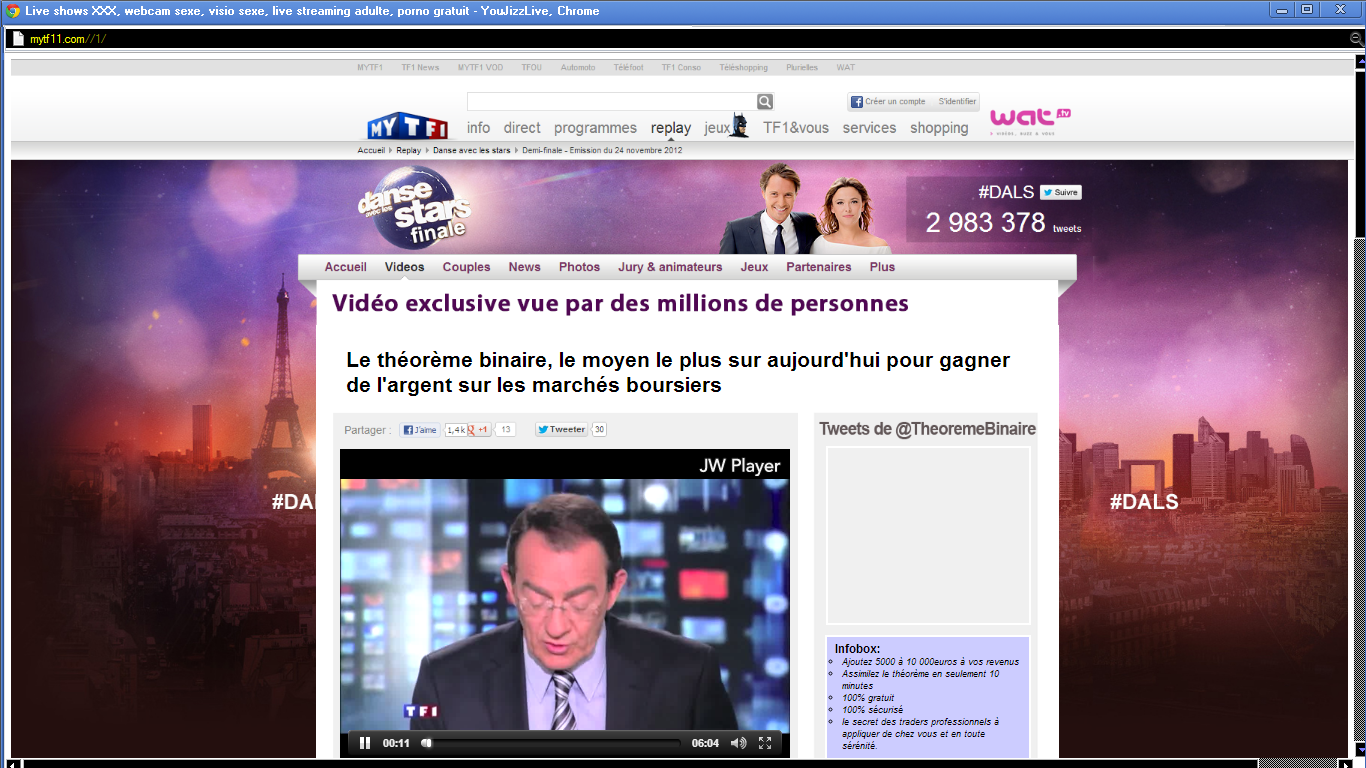 Live shows XXX, webcam sexe, visio sexe, live streaming adulte, porno gratuit - YouJizzLive, Chrome
mytf11.com//1/
MYTF1 TF1 News MYTF1 VOD TFOU Automoto Téléfoot TF1 Conso Téléshopping Plurielles WAT
Créer un compte S'identifier
MYTF1 info direct programmes replay jeux TF1&vous services shopping wat.tv
Accueil Replay Danse avec les stars Demi-finale - Emission du 24 novembre 2012
danse
avec les
stars
finale
#DALS Suivre
2 983 378 tweets
Accueil Videos Couples News Photos Jury & animateurs Jeux Partenaires Plus
Vidéo exclusive vue par des millions de personnes
Le théorème binaire, le moyen le plus sur aujourd'hui pour gagner
de l'argent sur les marchés boursiers
Partager : J'aime 1,4k +1 13 Tweeter 30
JW Player
TF1
00:11 06:04
Tweets de @TheoremeBinaire
Infobox:
Ajoutez 5000 à 10 000euros à vos revenus
Assimilez le théorème en seulement 10
minutes
100% gratuit
100% sécurisé
le secret des traders professionnels à
appliquer de chez vous et en toute
sérénité.
#DALS
#DALS